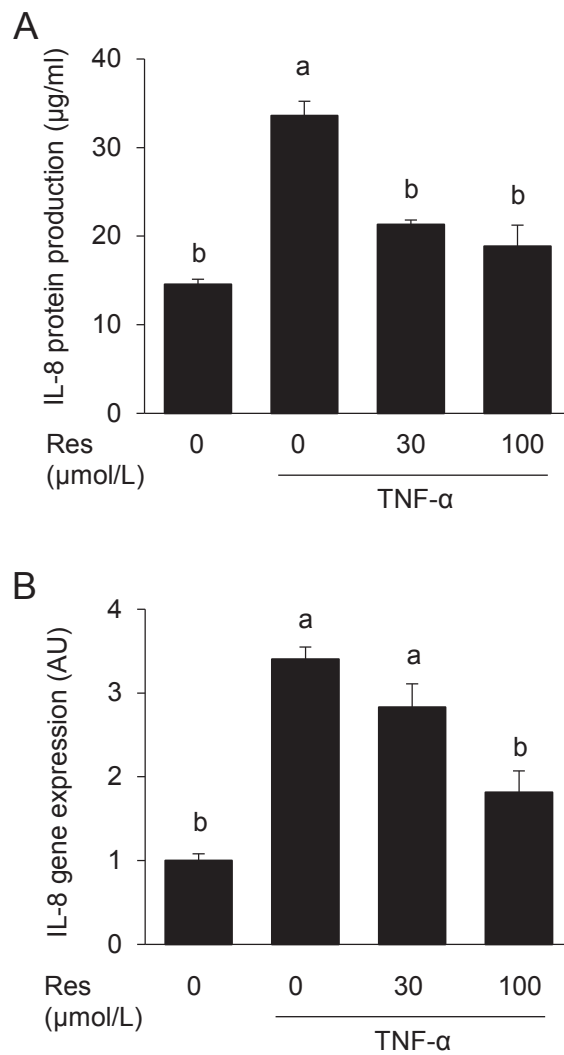 A
IL-8 protein production (µg/ml)
40
30
20
10
0
b
a
b
b
Res
(µmol/L)
0
0
30
100
TNF-α
B
IL-8 gene expression (AU)
4
3
2
1
0
b
a
a
b
Res
(µmol/L)
0
0
30
100
TNF-α